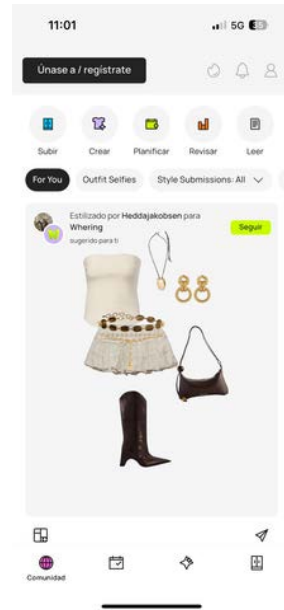 11:01
5G 35
Únase a / regístrate
Subir
Crear
Planificar
Revisar
Leer
For You
Outfit Selfies
Style Submissions: All
Estilizado por Heddajakobsen para
Whering
sugerido para ti
Seguir
Comunidad